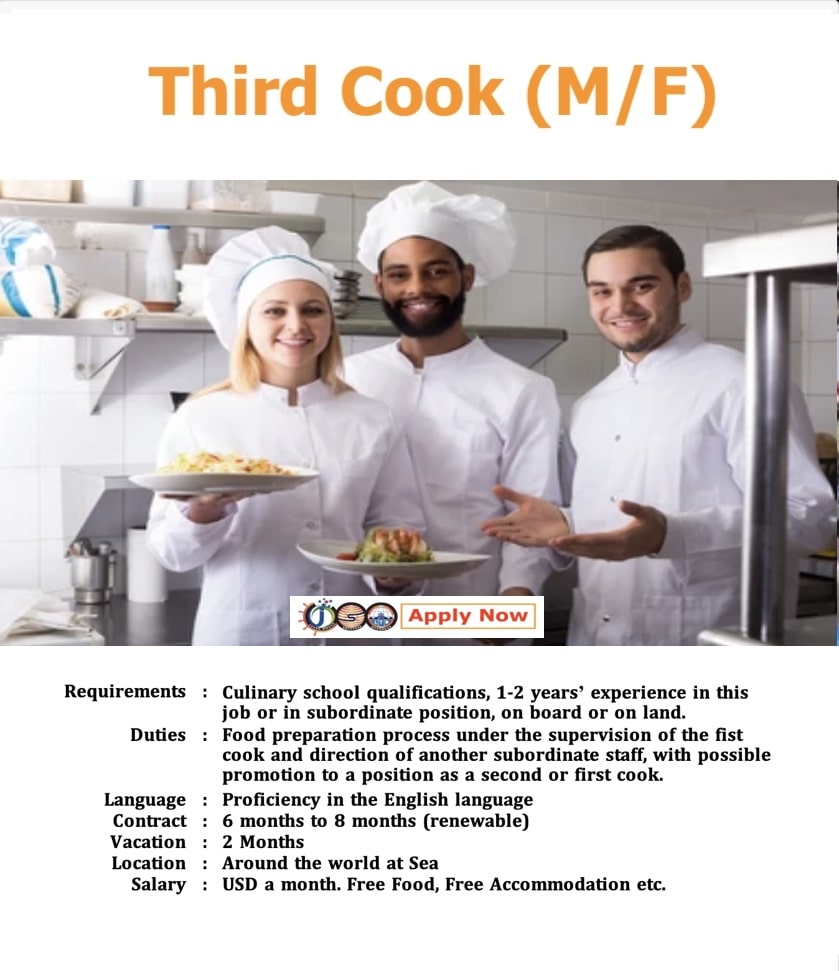 Third Cook (M/F)
Apply Now
Requirements : Culinary school qualifications, 1-2 years’ experience in this
job or in subordinate position, on board or on land.
Duties : Food preparation process under the supervision of the fist
cook and direction of another subordinate staff, with possible
promotion to a position as a second or first cook.
Language : Proficiency in the English language
Contract : 6 months to 8 months (renewable)
Vacation : 2 Months
Location : Around the world at Sea
Salary : USD a month. Free Food, Free Accommodation etc.